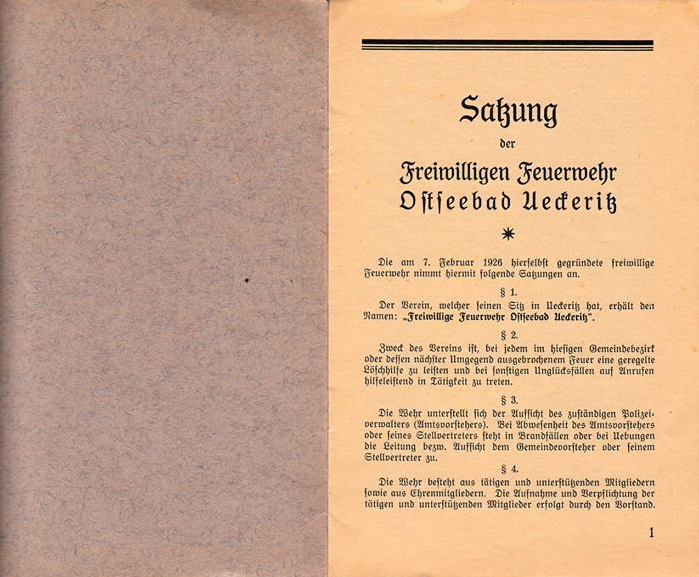 Satzung
der
Freiwilligen Feuerwehr
Ostseebad Ueckeritz
Die am 7. Februar 1926 hierselbst gegründete freiwillige
Feuerwehr nimmt hiermit folgende Satzungen an.
§ 1.
Der Verein, welcher seinen Sitz in Ueckeritz hat, erhält den
Namen: „Freiwillige Feuerwehr Ostseebad Ueckeritz“.
§ 2.
Zweck des Vereins ist, bei jedem im hiesigen Gemeindebezirk
oder dessen nächster Umgegend ausgebrochenem Feuer eine geregelte
Löschhilfe zu leisten und bei sonstigen Unglücksfällen auf Anrufen
hilfeleistend in Tätigkeit zu treten.
§ 3.
Die Wehr unterstellt sich der Aufsicht des zuständigen Polizei-
verwalters (Amtsvorstehers). Bei Abwesenheit des Amtsvorstehers
oder seines Stellvertreters steht in Brandfällen oder bei Uebungen
die Leitung bezw. Aufsicht dem Gemeindevorsteher oder seinem
Stellvertreter zu.
§ 4.
Die Wehr besteht aus tätigen und unterstützenden Mitgliedern
sowie aus Ehrenmitgliedern. Die Aufnahme und Verpflichtung der
tätigen und unterstützenden Mitglieder erfolgt durch den Vorstand.
1